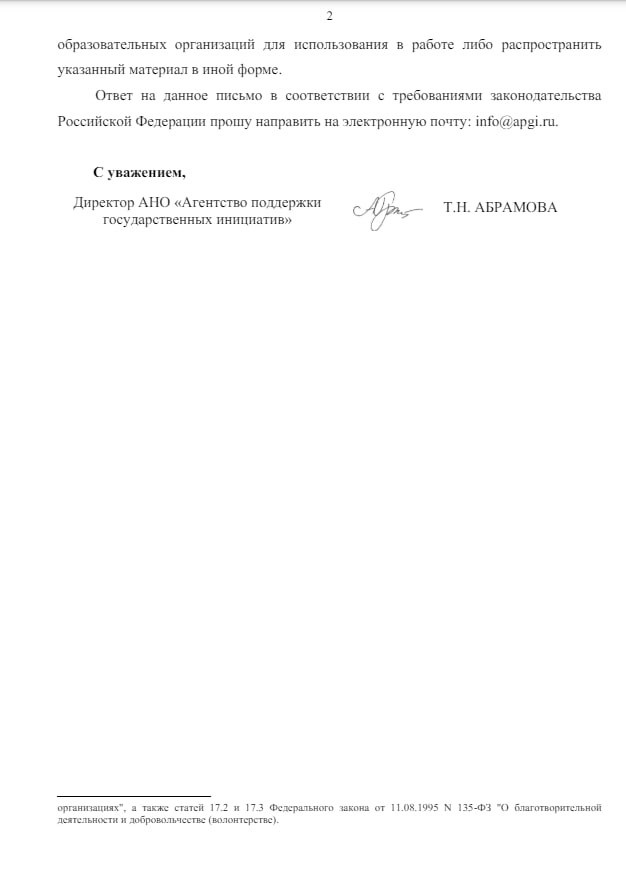 2
образовательных организаций для использования в работе либо распространить
указанный материал в иной форме.
Ответ на данное письмо в соответствии с требованиями законодательства
Российской Федерации прошу направить на электронную почту: info@apgi.ru.
С уважением,
Директор АНО «Агентство поддержки
государственных инициатив»
Т.Н. АБРАМОВА
организациях", а также статей 17.2 и 17.3 Федерального закона от 11.08.1995 N 135-ФЗ "О благотворительной
деятельности и добровольчестве (волонтерстве).